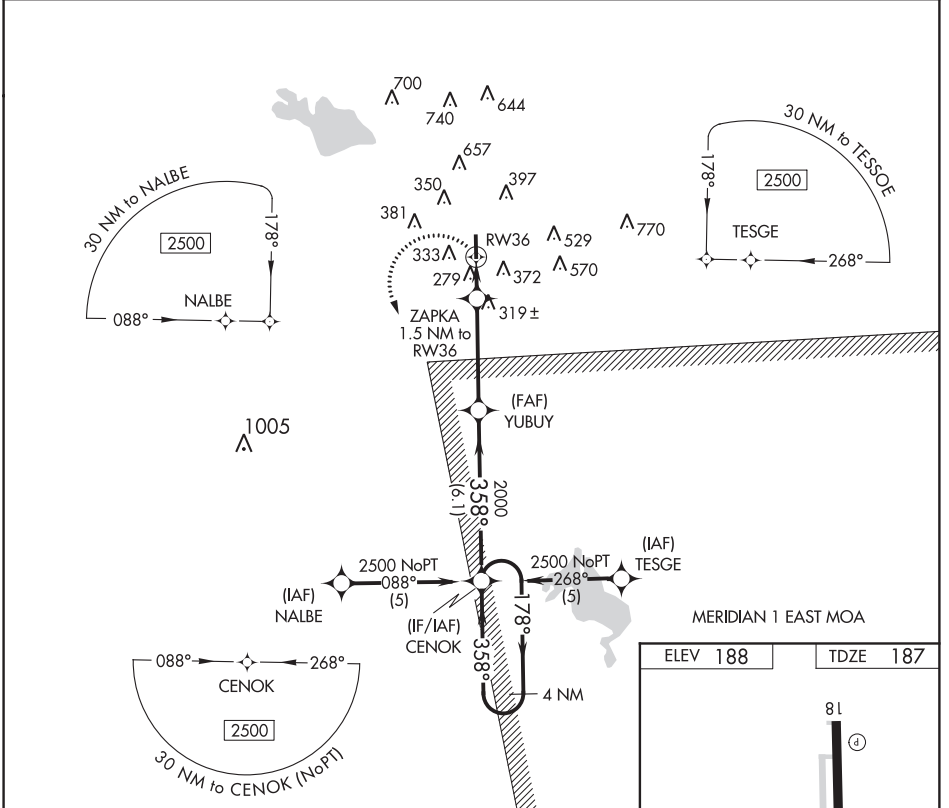 700
740
644
657
350
397
381
RW36
529
770
333
279
372
570
ZAPKA
1.5 NM to
RW36
319±
30 NM to NALBE
2500
178°
NALBE
088°
30 NM to TESSOE
178°
2500
TESGE
268°
(FAF)
YUBUY
1005
2000
358°
(6.1)
2500 NoPT
088°
(5)
(IAF)
NALBE
(IF/IAF)
CENOK
358°
178°
2500 NoPT
268°
(5)
(IAF)
TESGE
4 NM
088°
268°
CENOK
2500
30 NM to CENOK (NoPT)
MERIDIAN 1 EAST MOA
ELEV 188
TDZE 187
18
P